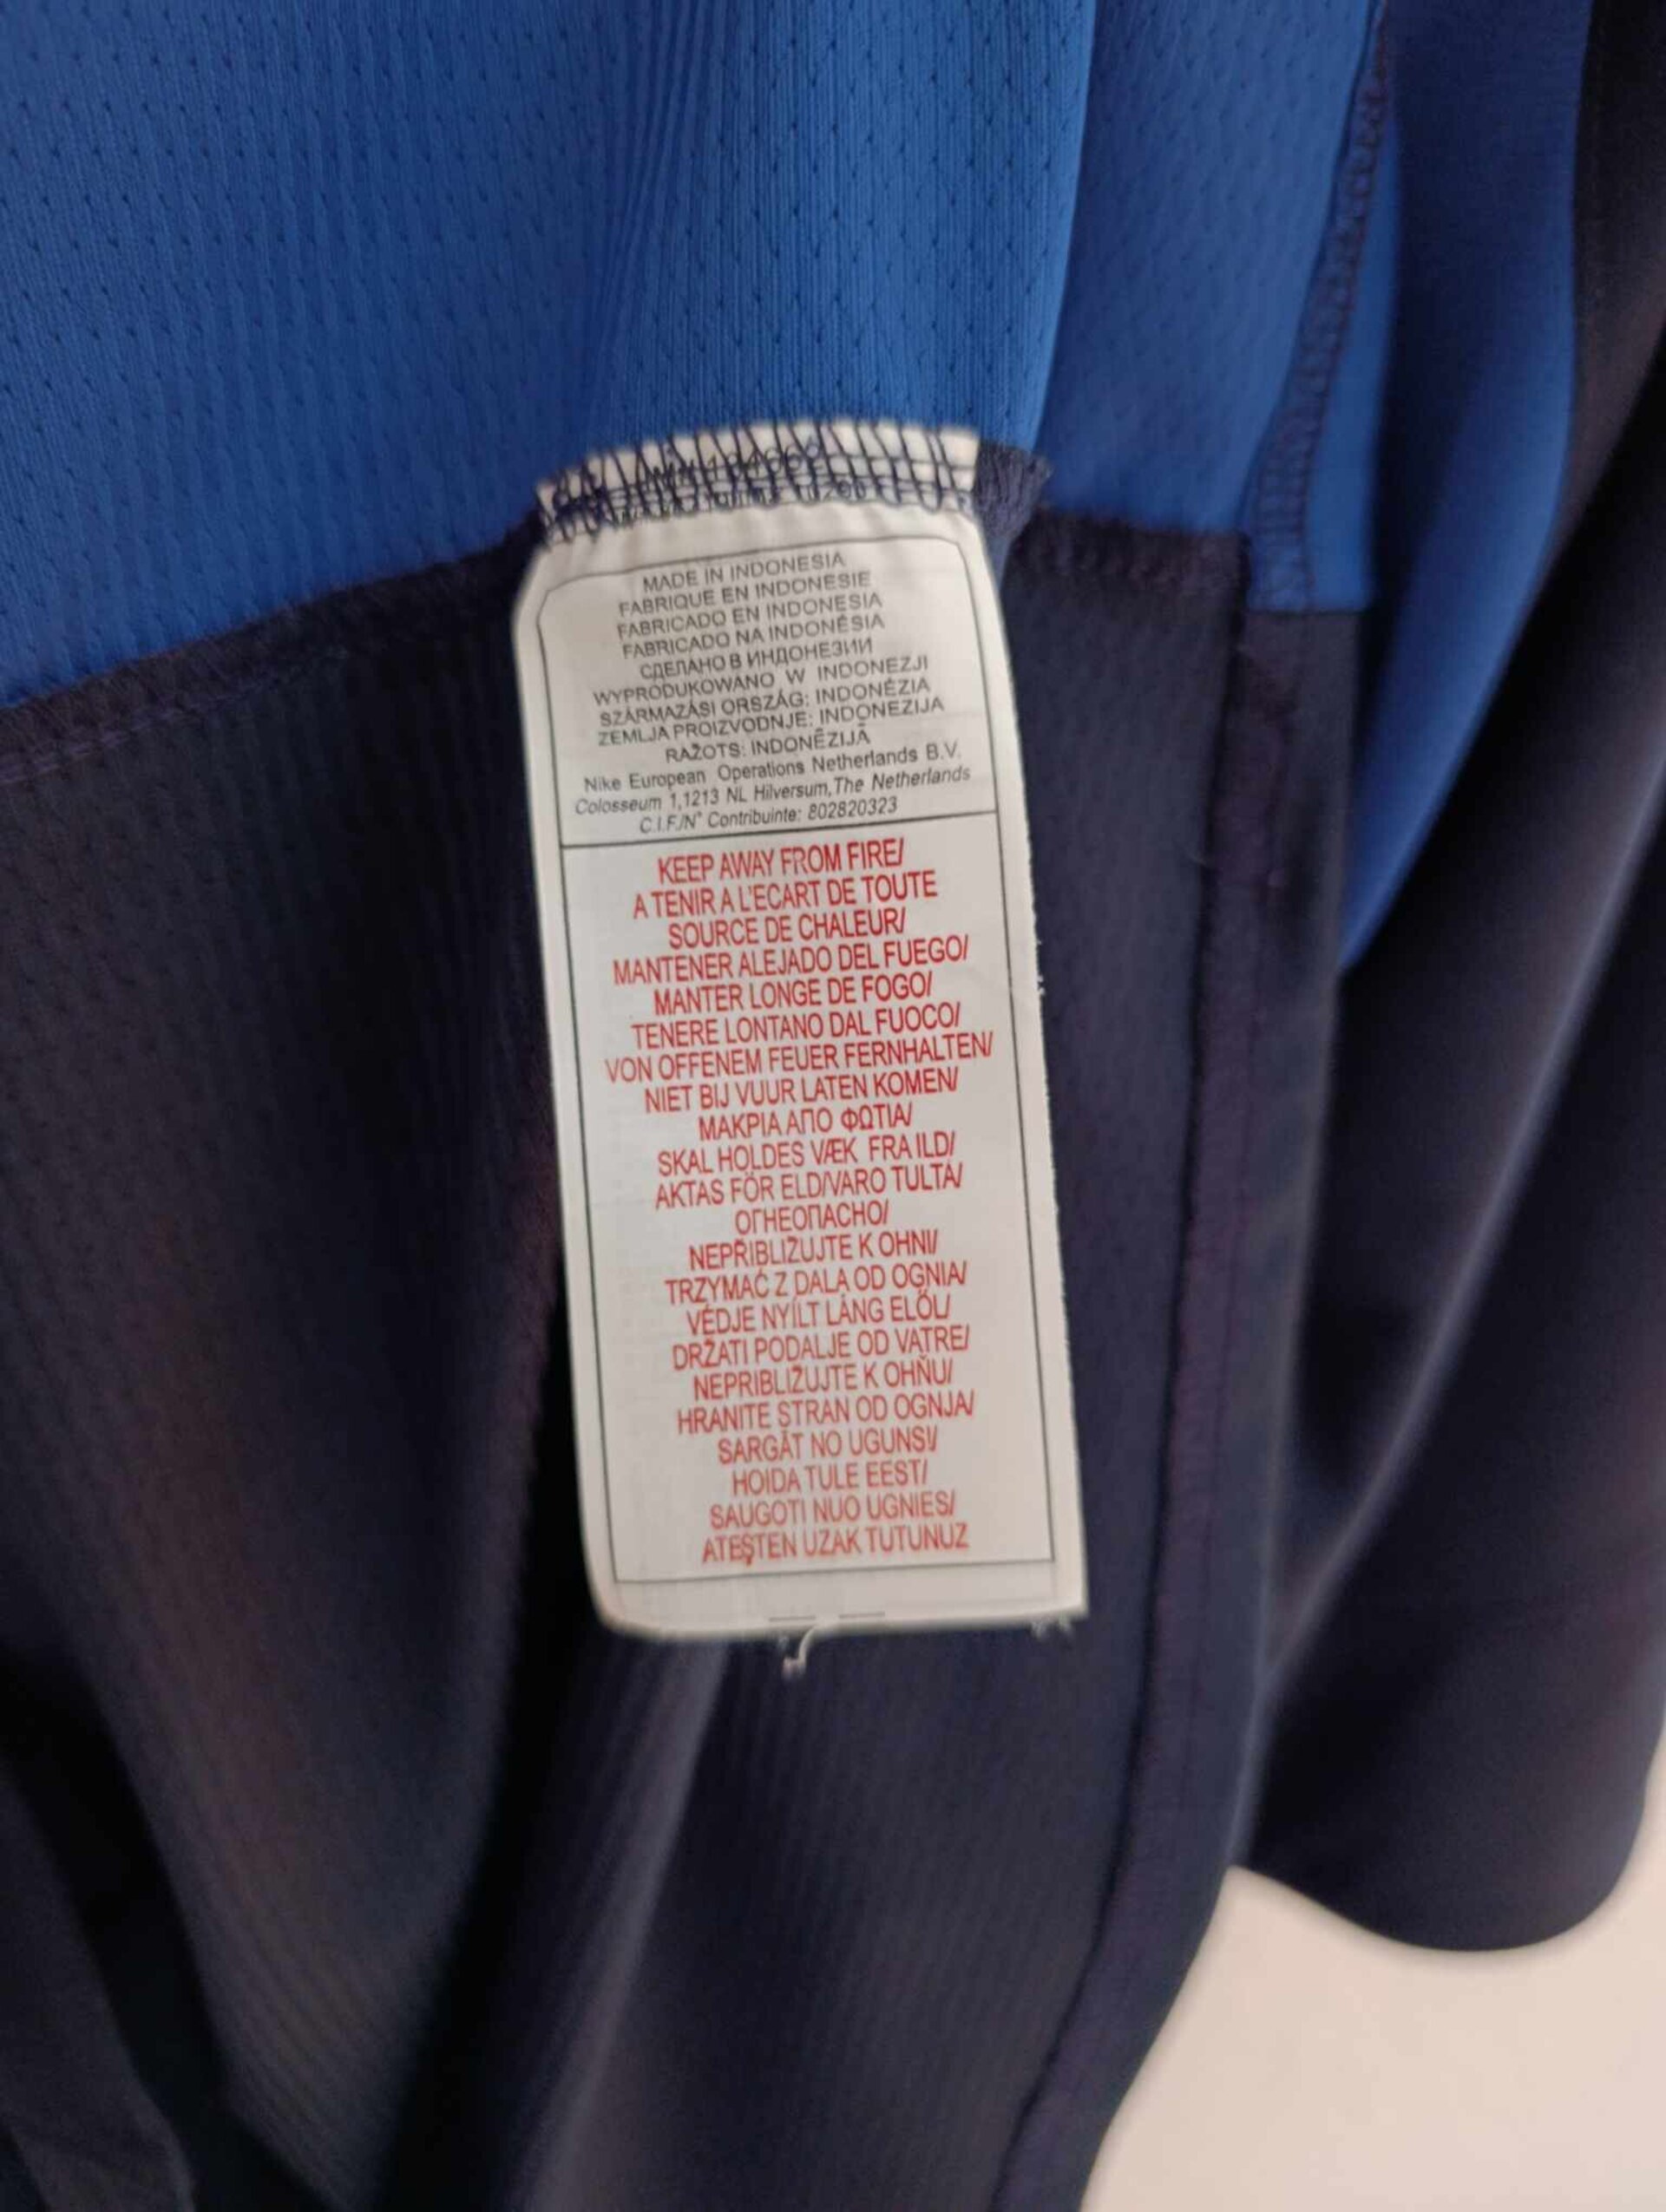 MADE IN INDONESIA
FABRIQUE EN INDONESIE
FABRICADO EN INDONESIA
FABRICADO NA INDONÉSIA
СДЕЛАНО В ИНДОНЕЗИИ
WYPRODUKOWANO W INDONEZJI
SZÁRMAZÁSI ORSZÁG: INDONÉZIA
ZEMLJA PROIZVODNJE: INDONEZIJA
RAŽOTS: INDONĒZIJĀ
Nike European Operations Netherlands B.V.
Colosseum 1,1213 NL Hilversum,The Netherlands
C.I.F./N° Contribuinte: 802820323
KEEP AWAY FROM FIRE/
A TENIR A L'ECART DE TOUTE
SOURCE DE CHALEUR/
MANTENER ALEJADO DEL FUEGO/
MANTER LONGE DE FOGO/
TENERE LONTANO DAL FUOCO/
VON OFFENEM FEUER FERNHALTEN/
NIET BIJ VUUR LATEN KOMEN/
ΜΑΚΡΙΑ ΑΠΟ ΦΩΤΙΑ/
SKAL HOLDES VÆK FRA ILD/
AKTAS FÖR ELD/VARO TULTA/
ОГНЕОПАСНО/
NEPŘIBLIŽUJTE K OHNI/
TRZYMAĆ Z DALA OD OGNIA/
VÉDJE NYÍLT LÁNG ELŐL/
DRŽATI PODALJE OD VATRE/
NEPRIBLIŽUJTE K OHŇU/
HRANITE STRAN OD OGNJA/
SARGĀT NO UGUNS/
HOIDA TULE EEST/
SAUGOTI NUO UGNIES/
ATEŞTEN UZAK TUTUNUZ